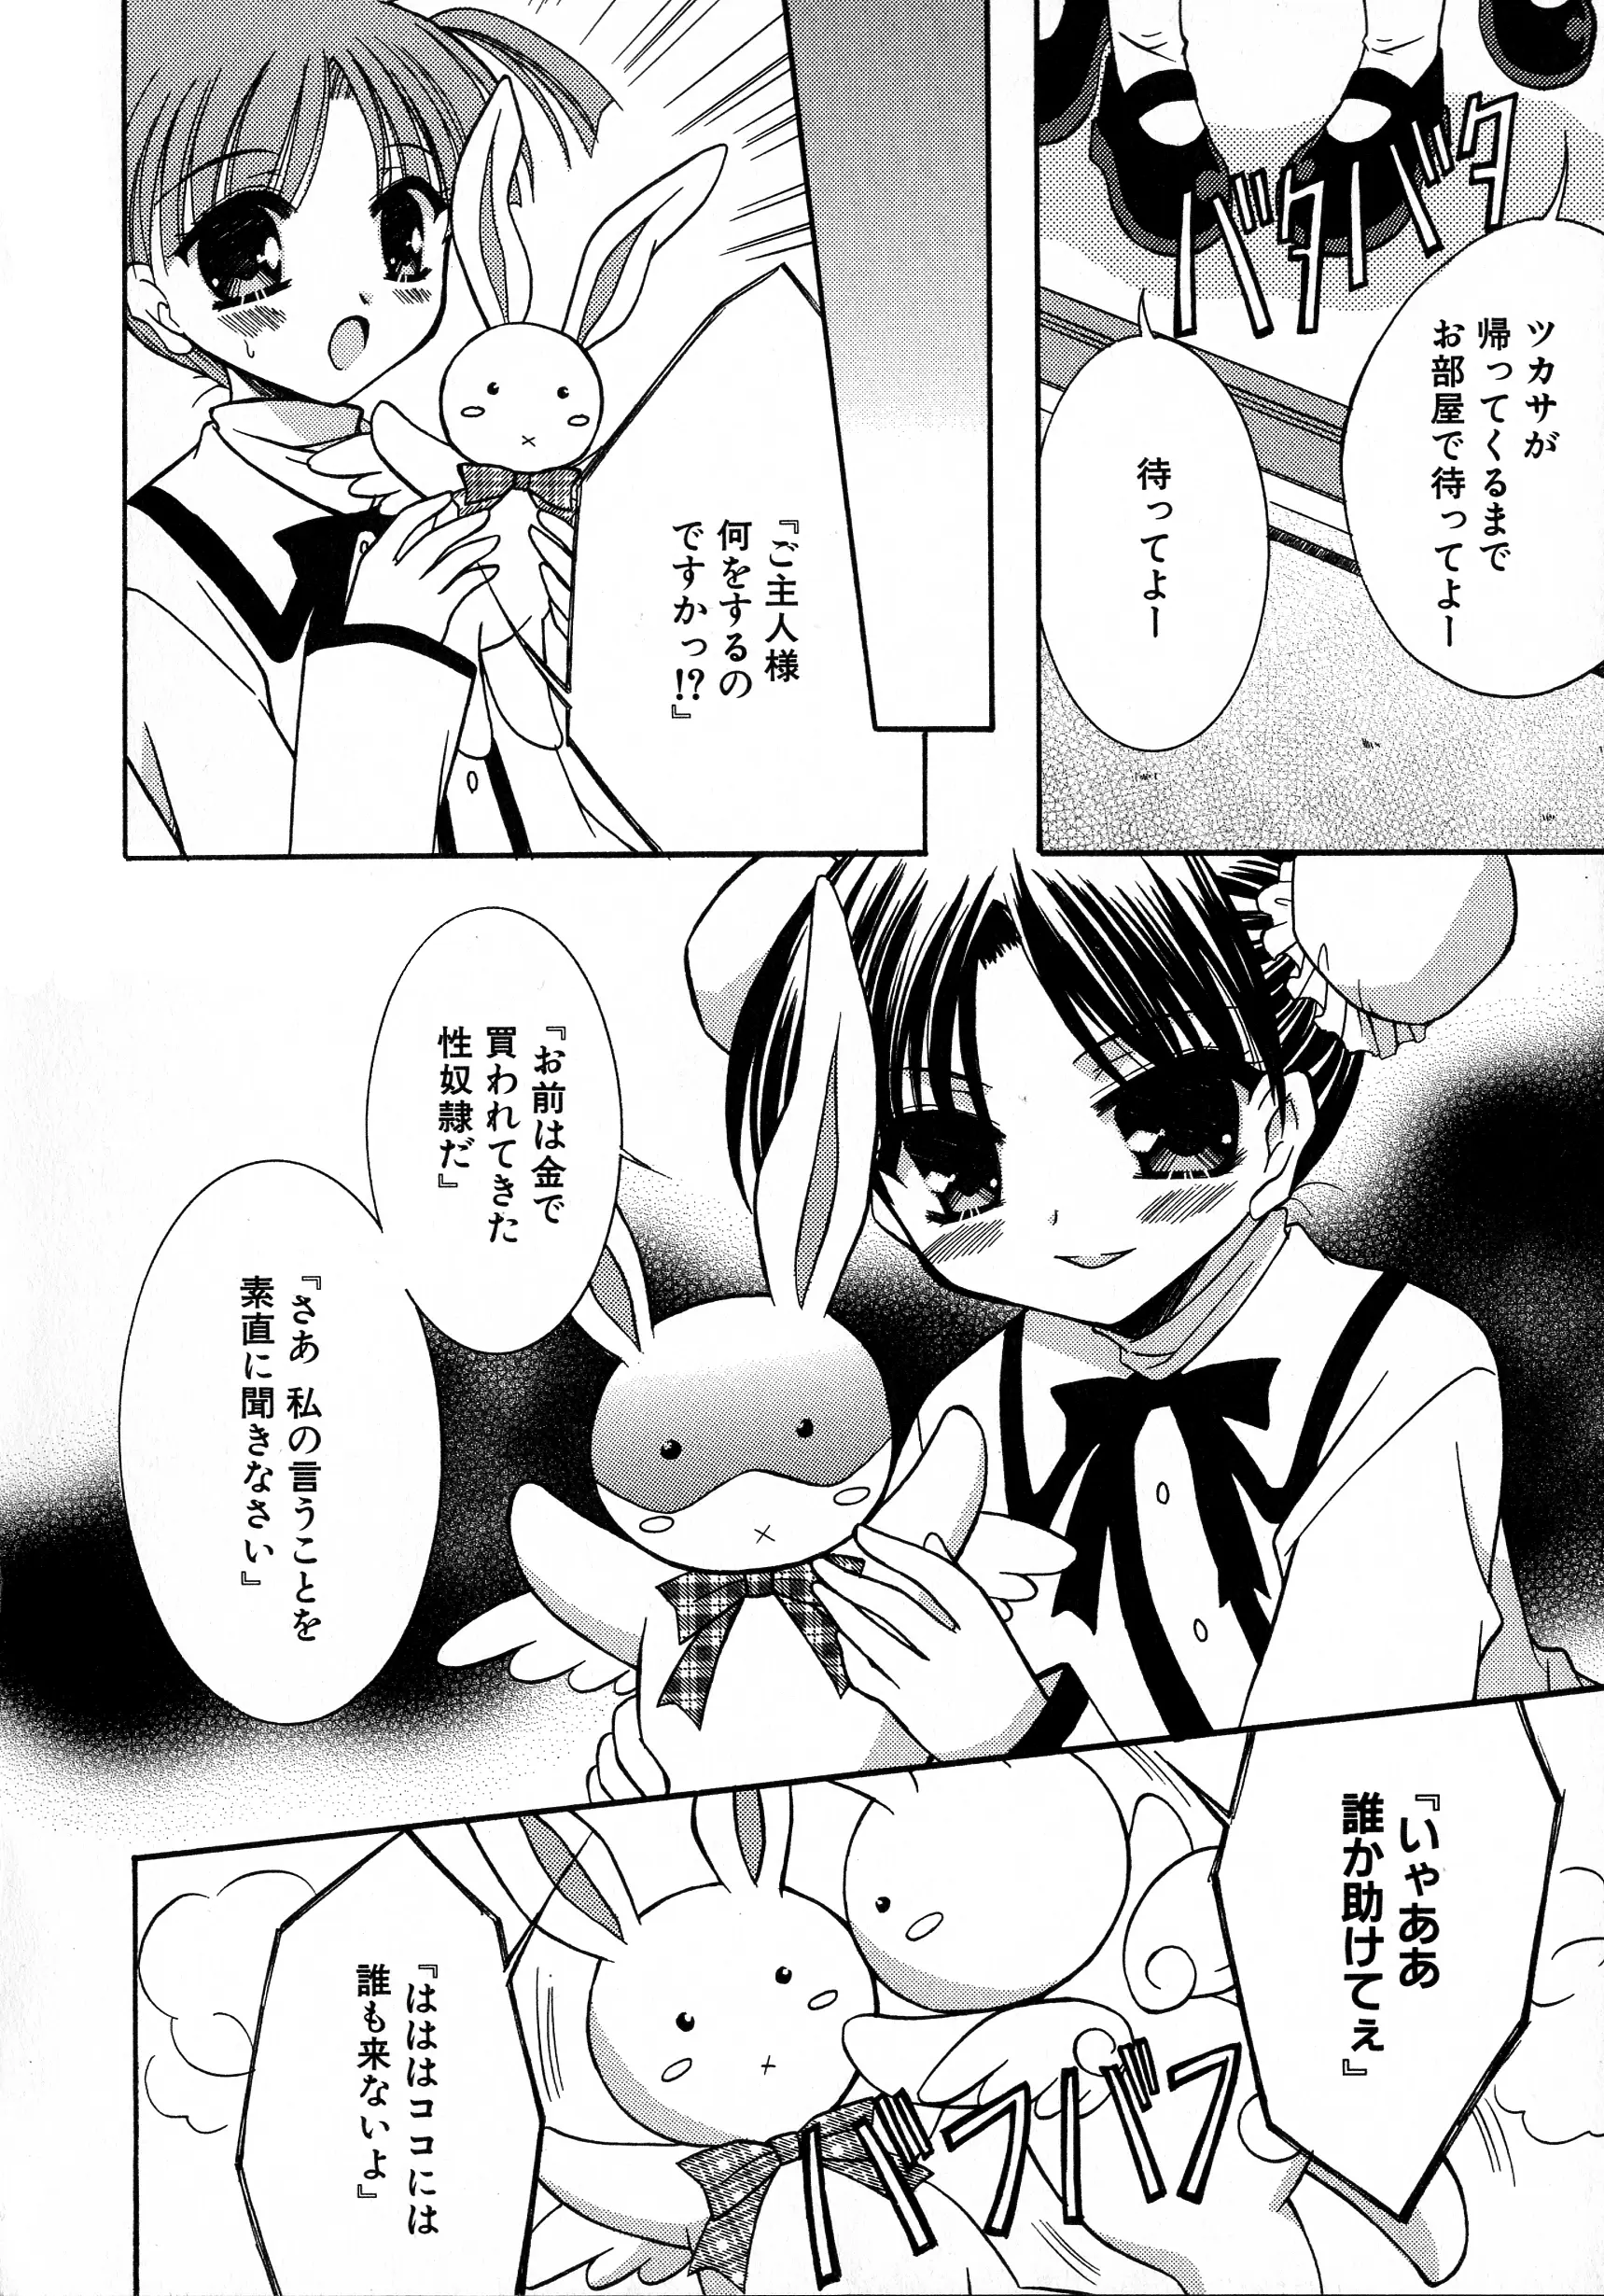 バタバタ
ツカサが
帰ってくるまで
お部屋で待ってよー
待ってよー
『ご主人様
何をするの
ですかっ!?』
『お前は金で
買われてきた
性奴隷だ』
『さあ 私の言うことを
素直に聞きなさい』
『いゃああ
誰か助けてぇ』
バフバフ
『はははココには
誰も来ないよ』